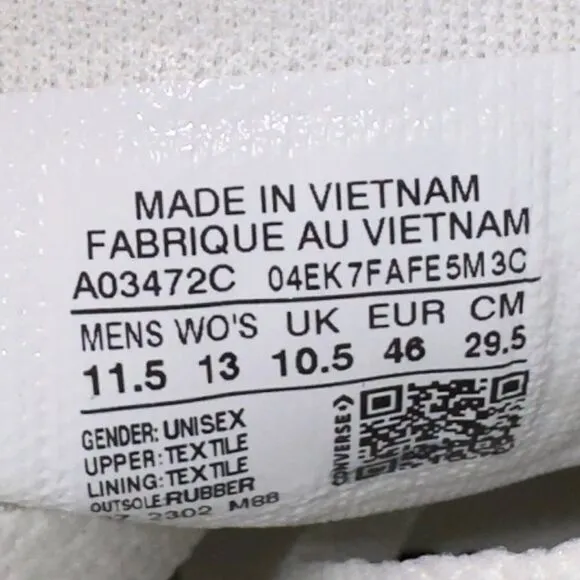 MADE IN VIETNAM
FABRIQUE AU VIETNAM
A03472C 04EK7FAFE5M3C
MENS WO'S UK EUR CM
11.5 13 10.5 46 29.5
GENDER: UNISEX
UPPER: TEXTILE
LINING: TEXTILE
OUTSOLE: RUBBER
2302 M88
CONVERSE